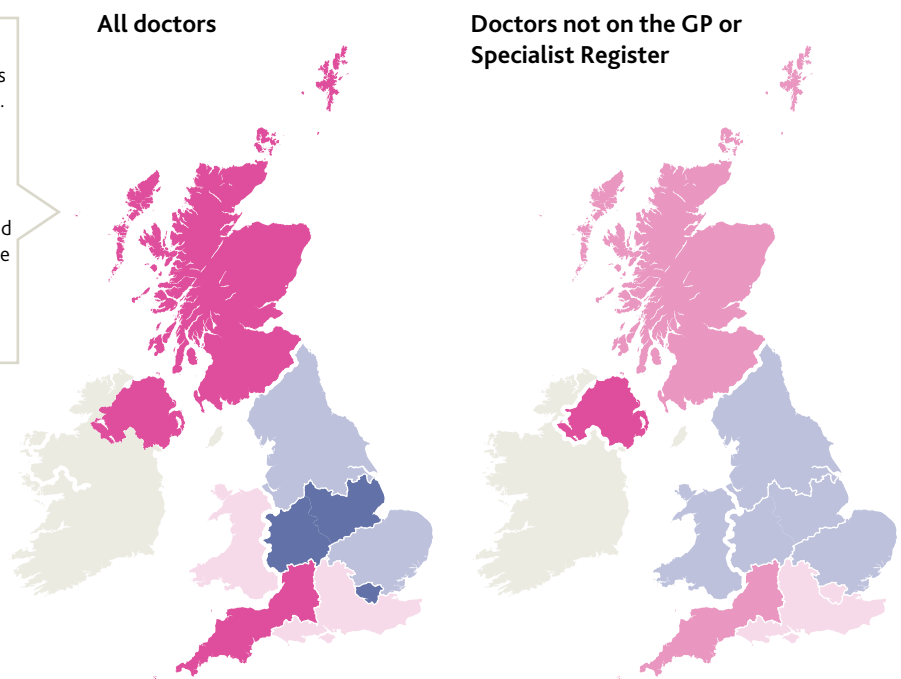 All doctors
Doctors not on the GP or
Specialist Register
s
.
d
e